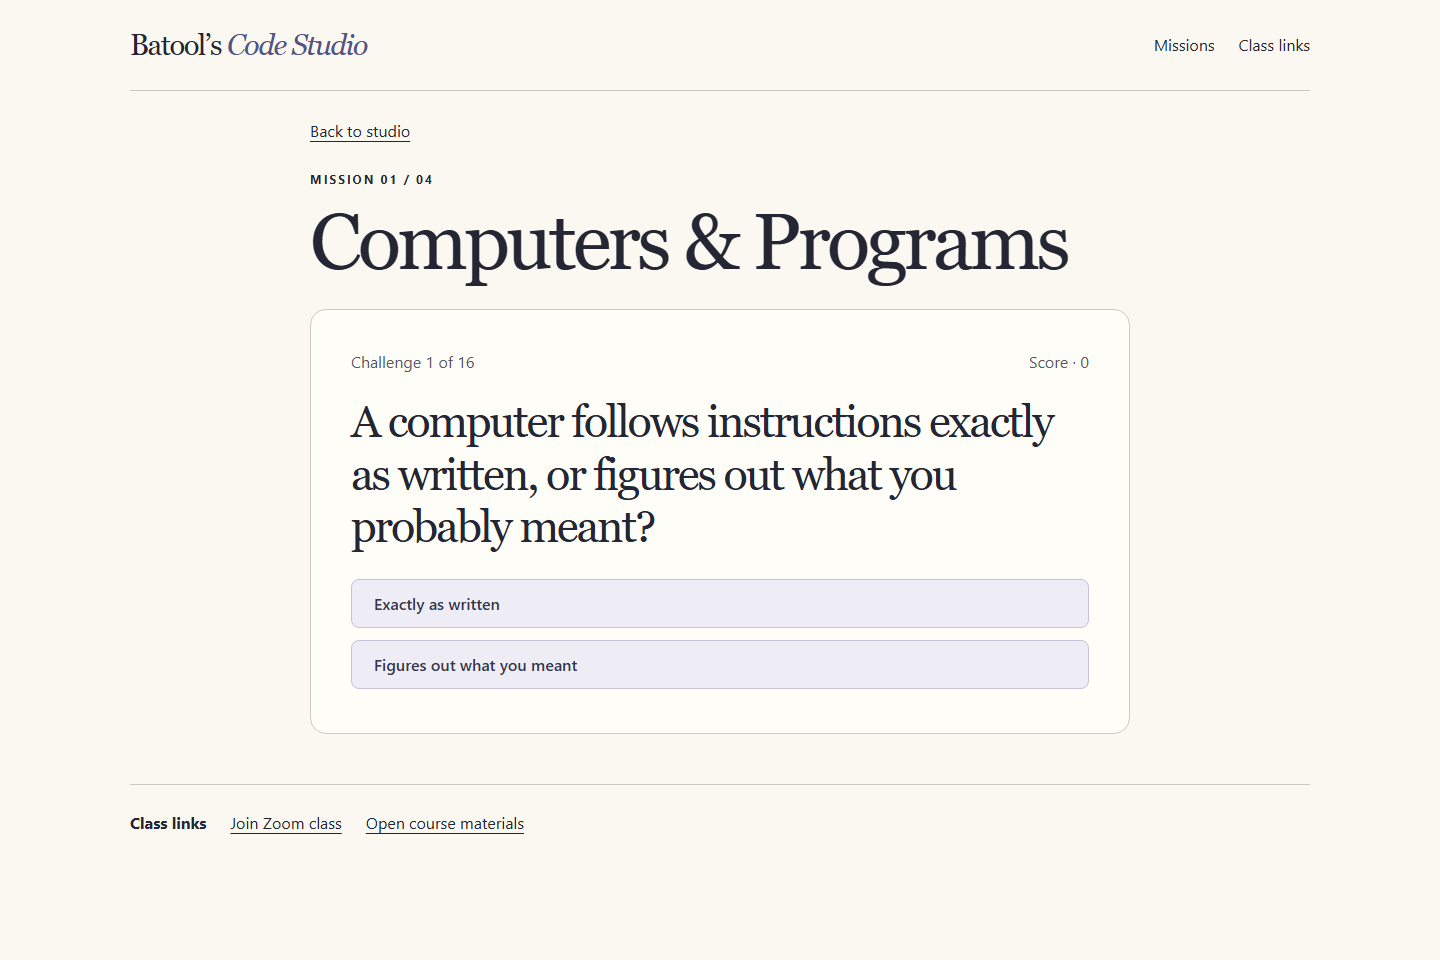 Batool’s Code Studio
Missions
Class links
Back to studio
MISSION 01 / 04
Computers & Programs
Challenge 1 of 16
Score · 0
A computer follows instructions exactly
as written, or figures out what you
probably meant?
Exactly as written
Figures out what you meant
Class links
Join Zoom class
Open course materials